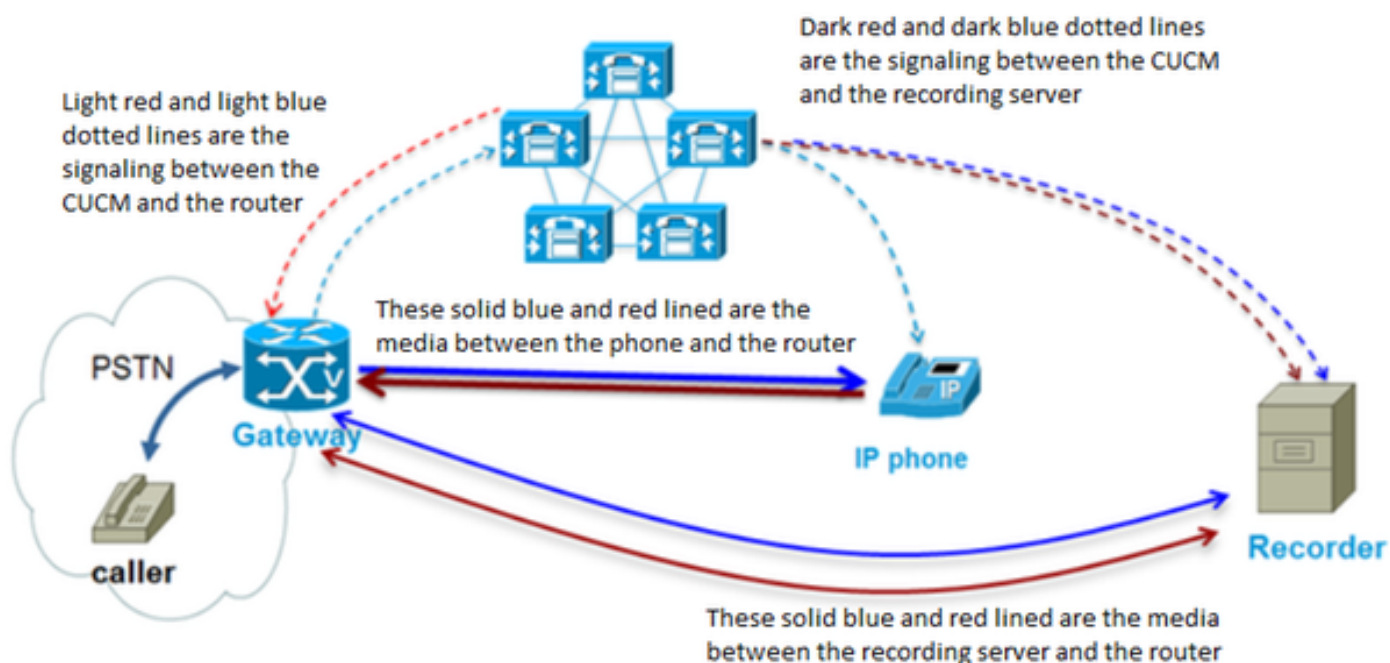 Dark red and dark blue dotted lines
are the signaling between the CUCM
and the recording server
Light red and light blue
dotted lines are the
signaling between the
CUCM and the router
These solid blue and red lined are the
media between the phone and the router
PSTN
V
IP
Gateway
IP phone
caller
Recorder
These solid blue and red lined are the media
between the recording server and the router